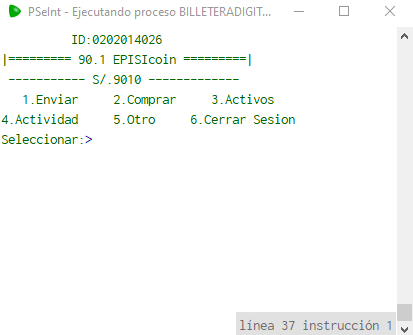 PSeInt - Ejecutando proceso BILLETERADIGIT...
ID:0202014026
|========= 90.1 EPISIcoin =========|
----------- S/.9010 -------------
1.Enviar 2.Comprar 3.Activos
4.Actividad 5.Otro 6.Cerrar Sesion
Seleccionar:>
línea 37 instrucción 1